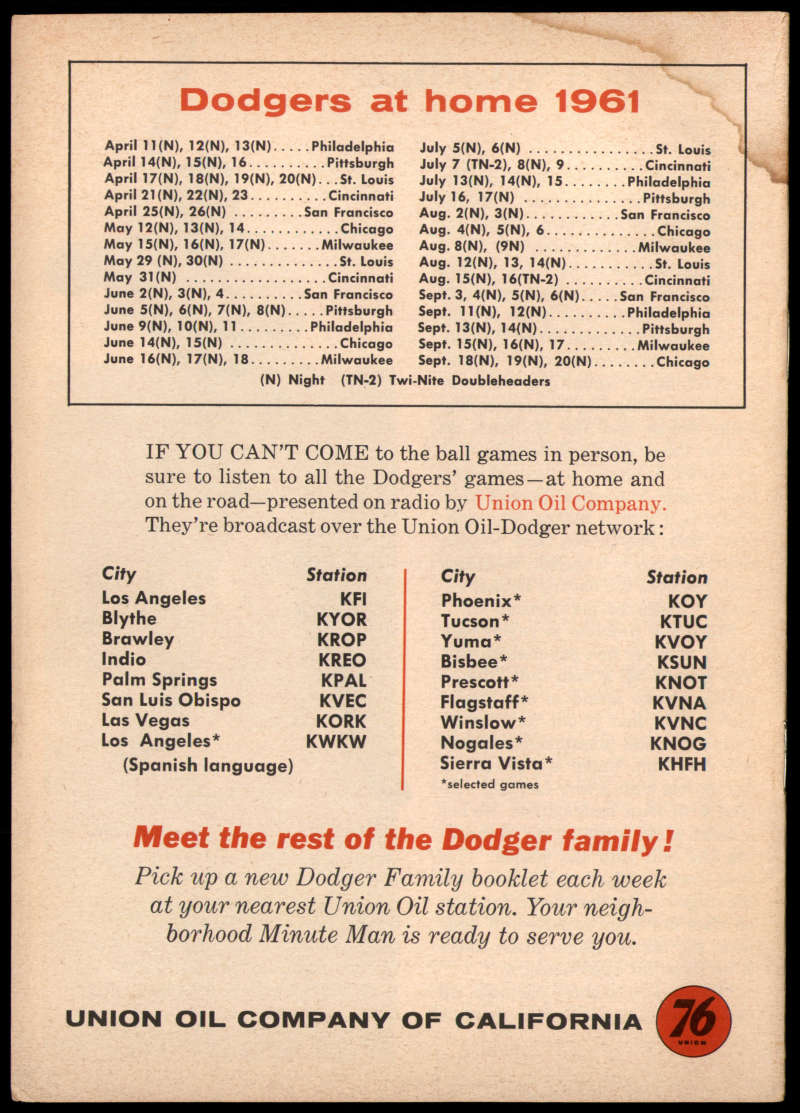 Dodgers at home 1961
April 11(N), 12(N), 13(N).....Philadelphia
April 14(N), 15(N), 16..........Pittsburgh
April 17(N), 18(N), 19(N), 20(N)...St. Louis
April 21(N), 22(N), 23..........Cincinnati
April 25(N), 26(N) .........San Francisco
May 12(N), 13(N), 14............Chicago
May 15(N), 16(N), 17(N).......Milwaukee
May 29 (N), 30(N) ..............St. Louis
May 31(N) ..................Cincinnati
June 2(N), 3(N), 4..........San Francisco
June 5(N), 6(N), 7(N), 8(N).....Pittsburgh
June 9(N), 10(N), 11.........Philadelphia
June 14(N), 15(N) ..............Chicago
June 16(N), 17(N), 18.........Milwaukee
July 5(N), 6(N) ................St. Louis
July 7 (TN-2), 8(N), 9..........Cincinnati
July 13(N), 14(N), 15........Philadelphia
July 16, 17(N) ...............Pittsburgh
Aug. 2(N), 3(N)............San Francisco
Aug. 4(N), 5(N), 6..............Chicago
Aug. 8(N), (9N) .............Milwaukee
Aug. 12(N), 13, 14(N)...........St. Louis
Aug. 15(N), 16(TN-2) ..........Cincinnati
Sept. 3, 4(N), 5(N), 6(N).....San Francisco
Sept. 11(N), 12(N)..........Philadelphia
Sept. 13(N), 14(N).............Pittsburgh
Sept. 15(N), 16(N), 17.........Milwaukee
Sept. 18(N), 19(N), 20(N)........Chicago
(N) Night (TN-2) Twi-Nite Doubleheaders
IF YOU CAN'T COME to the ball games in person, be
sure to listen to all the Dodgers' games—at home and
on the road—presented on radio by Union Oil Company.
They're broadcast over the Union Oil-Dodger network:
City Station
Los Angeles KFI
Blythe KYOR
Brawley KROP
Indio KREO
Palm Springs KPAL
San Luis Obispo KVEC
Las Vegas KORK
Los Angeles* KWKW
(Spanish language)
City Station
Phoenix* KOY
Tucson* KTUC
Yuma* KVOY
Bisbee* KSUN
Prescott* KNOT
Flagstaff* KVNA
Winslow* KVNC
Nogales* KNOG
Sierra Vista* KHFH
*selected games
Meet the rest of the Dodger family!
Pick up a new Dodger Family booklet each week
at your nearest Union Oil station. Your neigh-
borhood Minute Man is ready to serve you.
UNION OIL COMPANY OF CALIFORNIA
76
UNION